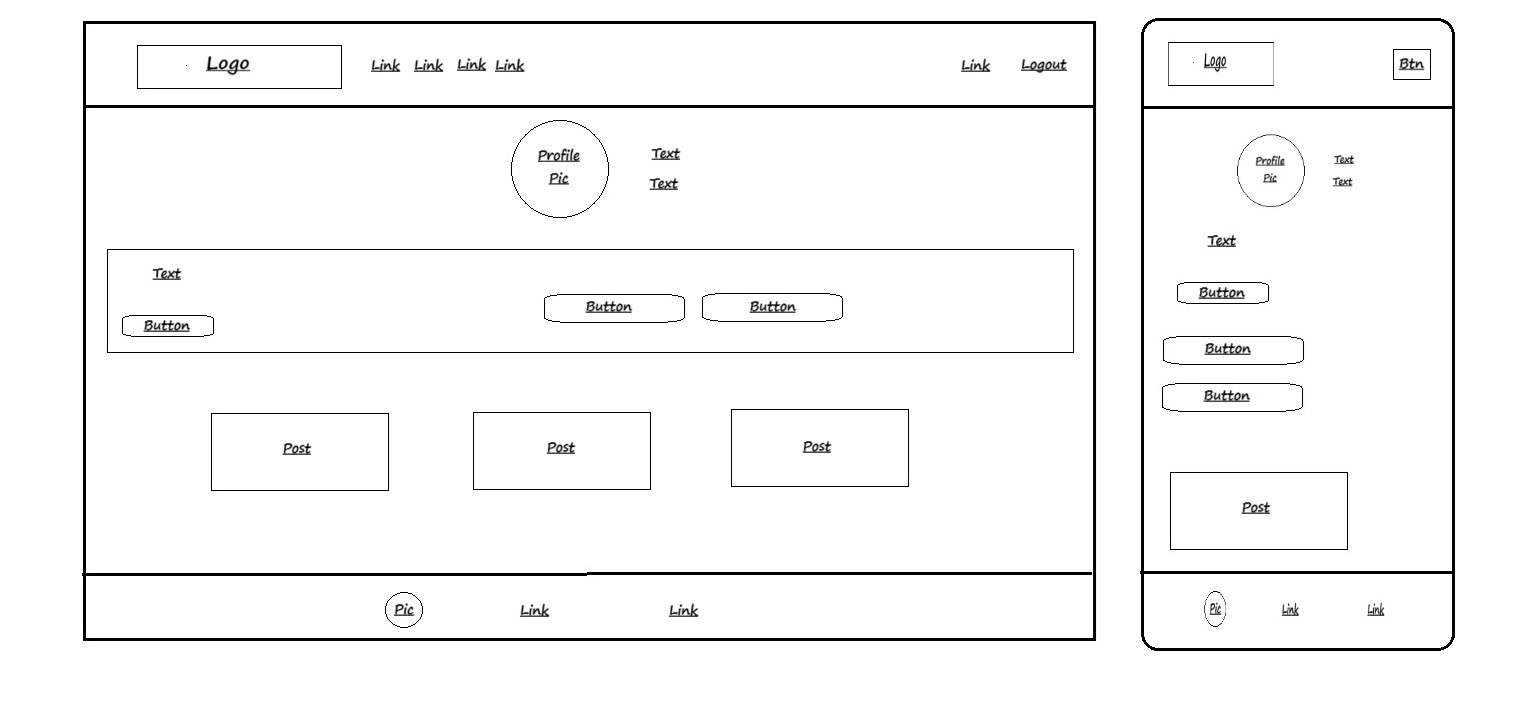 Logo Link Link Link Link Link Logout
Profile Text
Pic Text
Text
Button Button Button
Post Post Post
Pic Link Link
Logo Btn
Profile Text
Pic Text
Text
Button
Button
Button
Post
Pic Link Link